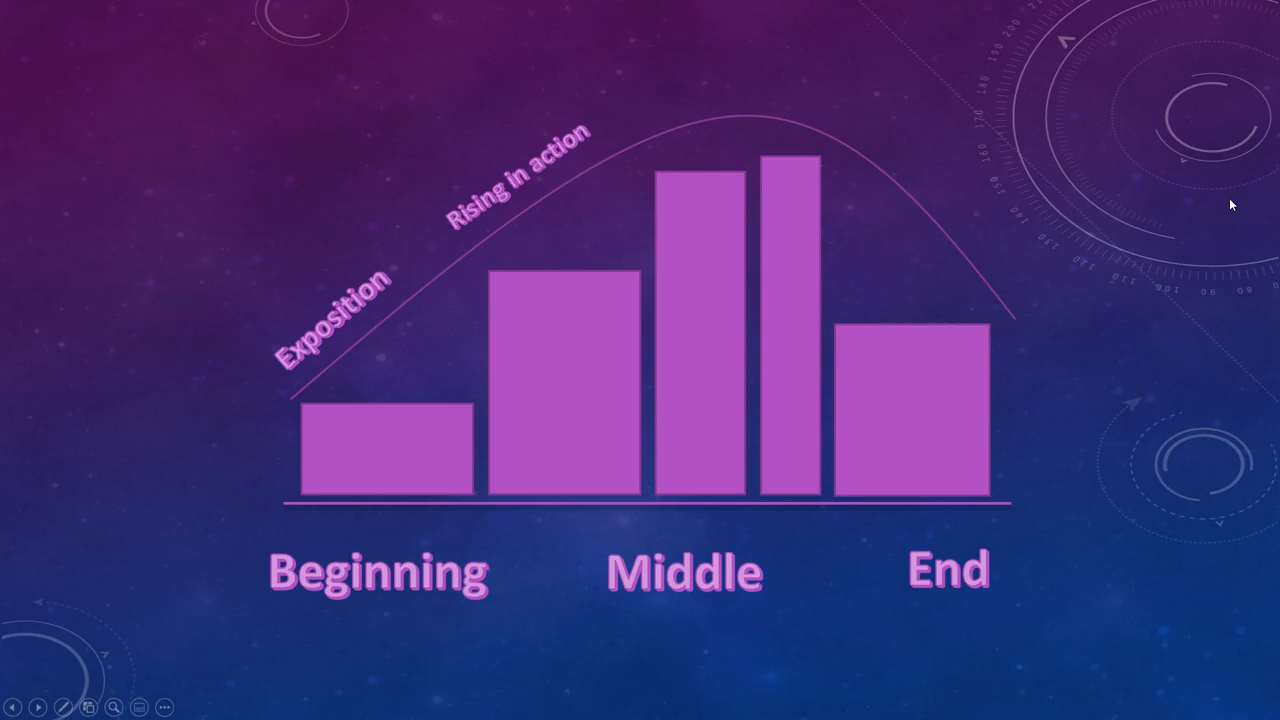 Rising in action
Exposition
Beginning Middle End